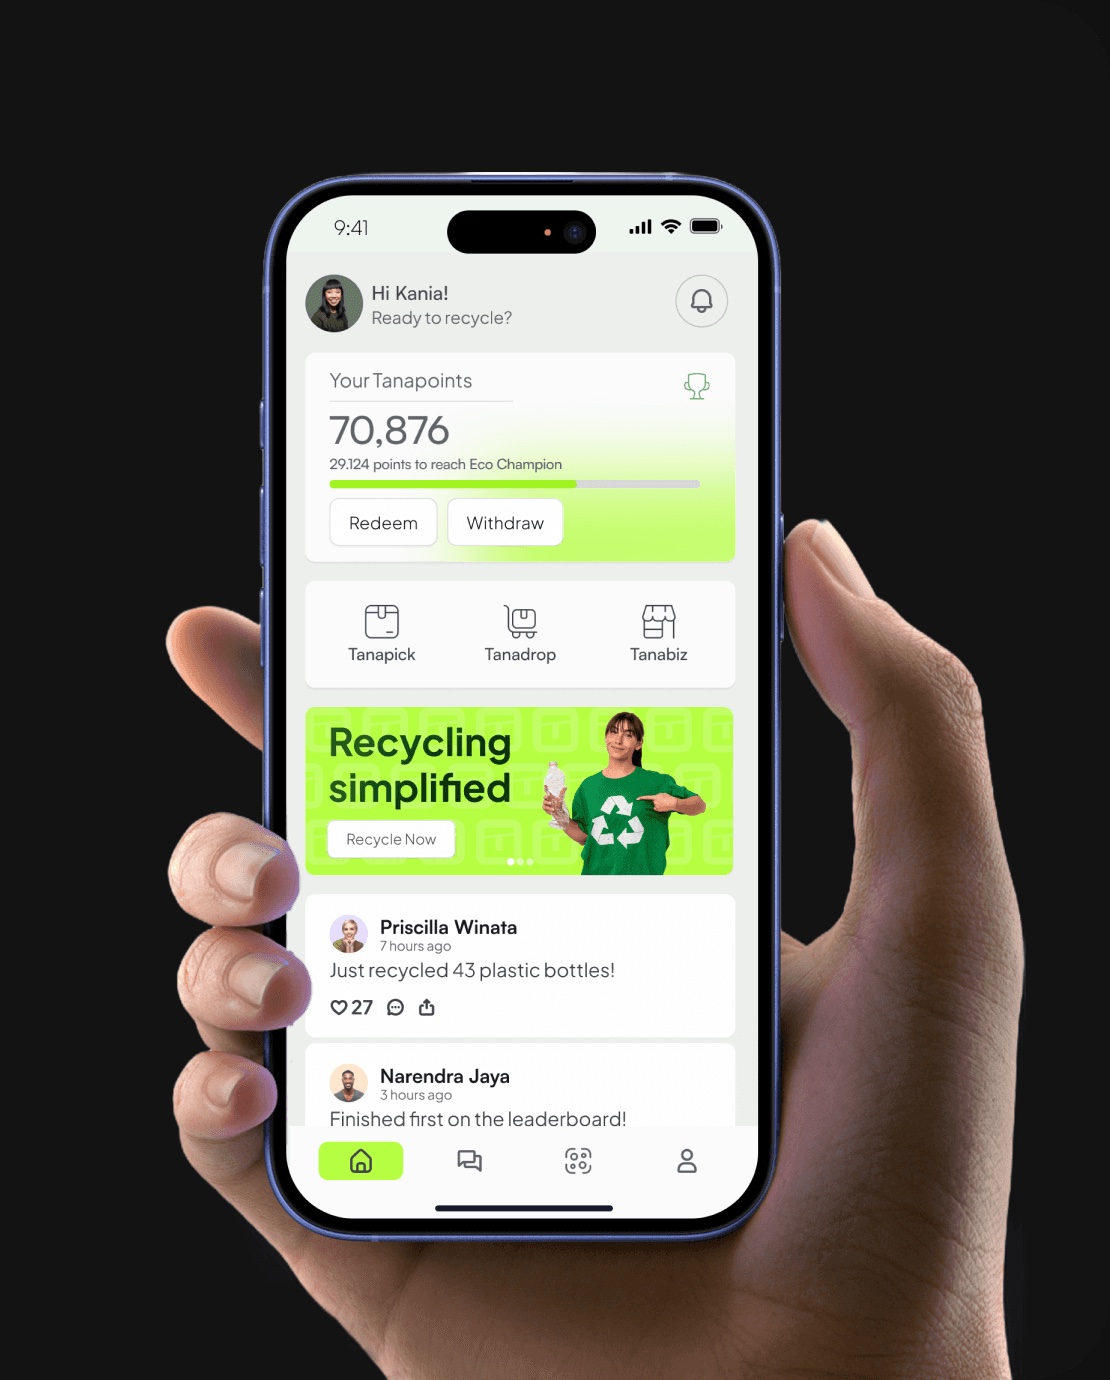 9:41
Hi Kania!
Ready to recycle?
Your Tanapoints
70,876
29.124 points to reach Eco Champion
Redeem
Withdraw
Tanapick
Tanadrop
Tanabiz
Recycling
simplified
Recycle Now
Priscilla Winata
7 hours ago
Just recycled 43 plastic bottles!
27
Narendra Jaya
3 hours ago
Finished first on the leaderboard!